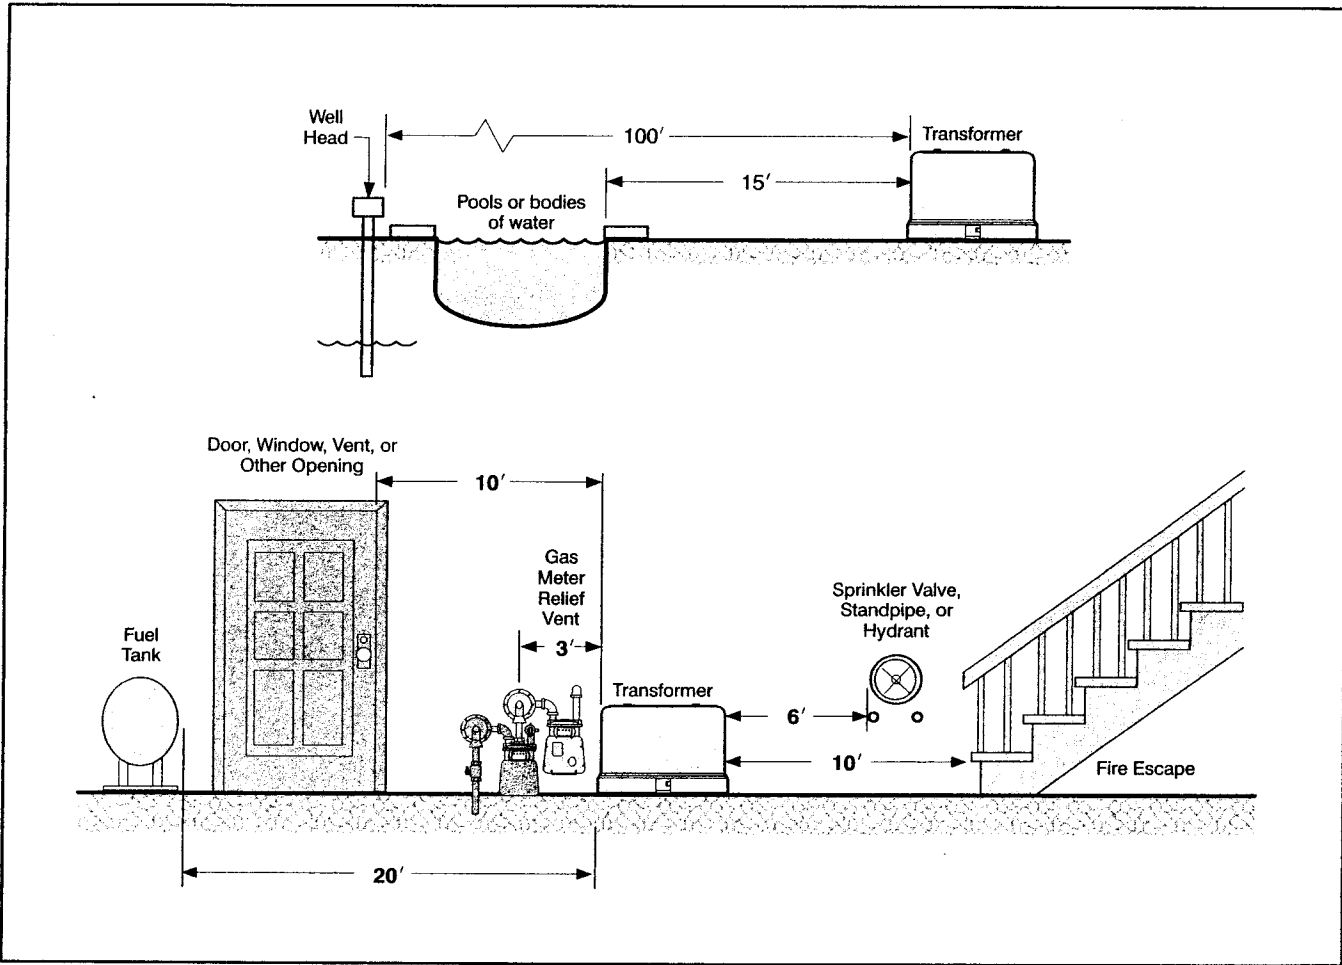 Well
Head
100′
Transformer
15′
Pools or bodies
of water
Door, Window, Vent, or
Other Opening
10′
Gas
Meter
Relief
Vent
3′
Sprinkler Valve,
Standpipe, or
Hydrant
Fuel
Tank
Transformer
6′
10′
Fire Escape
20′